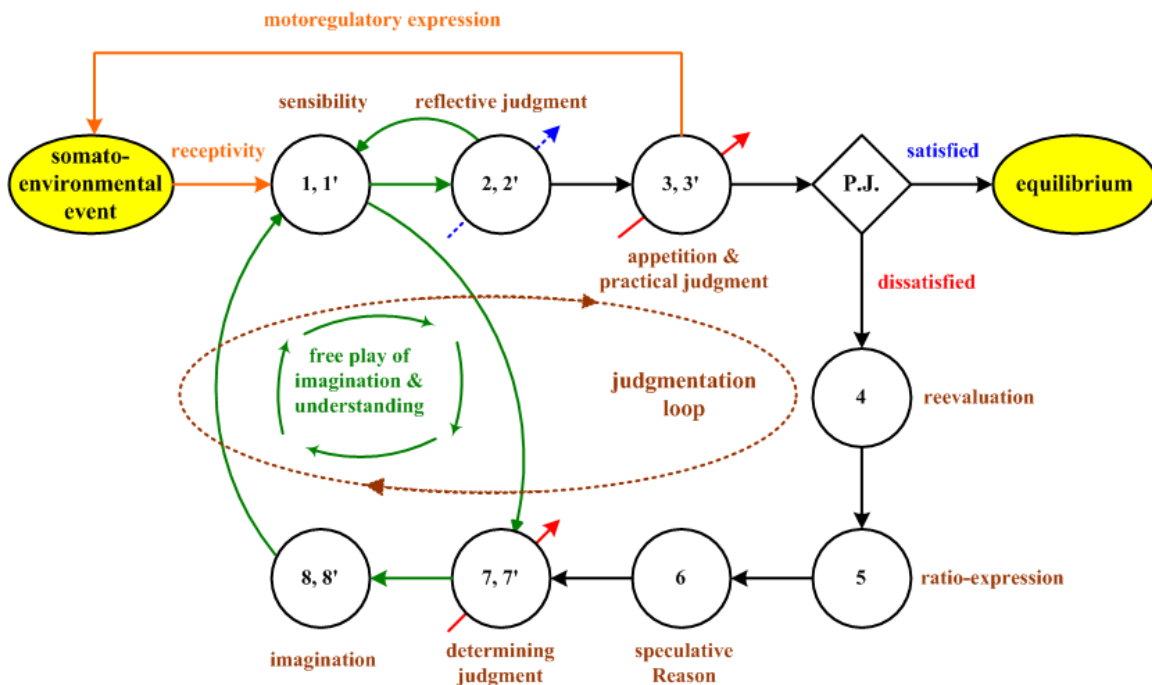 motoregulatory expression
sensibility
reflective judgment
somato-
environmental
event
receptivity
1, 1'
2, 2'
3, 3'
P.J.
satisfied
equilibrium
appetition &
practical judgment
dissatisfied
free play of
imagination &
understanding
judgmentation
loop
4
reevaluation
8, 8'
7, 7'
6
5
ratio-expression
imagination
determining
judgment
speculative
Reason